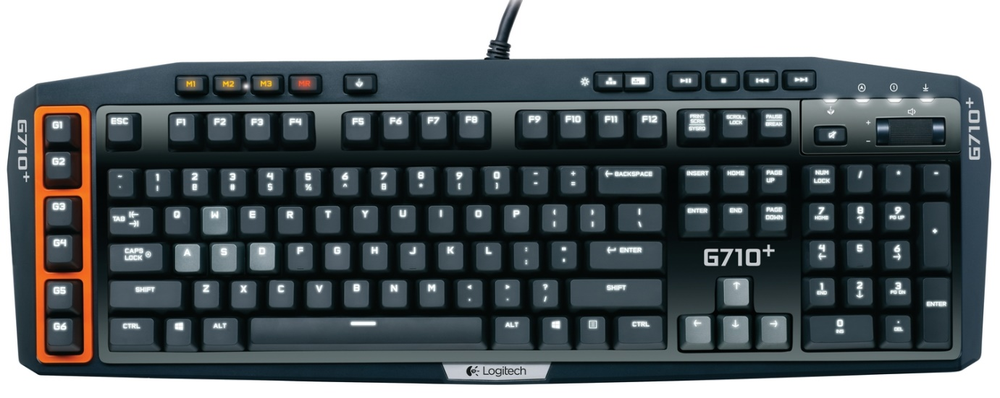 M1 M2 M3 MR
G710+
G1 ESC F1 F2 F3 F4 F5 F6 F7 F8 F9 F10 F11 F12 PRINT SCRN SYSRQ SCROLL LOCK PAUSE BREAK + -
G710+
G2
~ 1 ! 2 @ 3 # 4 $ 5 % 6 ^ 7 & 8 * 9 ( 0 ) - + = ← BACKSPACE INSERT HOME PAGE UP NUM LOCK / * -
G3 TAB Q W E R T Y U I O P { [ } ] | \ ENTER END PAGE DOWN 7 HOME 8 ↑ 9 PG UP +
G4 CAPS LOCK A S D F G H J K L : ; " ' ↵ ENTER 4 ← 5 6 →
G710+
G5 SHIFT Z X C V B N M < , > . ? / SHIFT ↑ 1 END 2 ↓ 3 PG DN ENTER
G6 CTRL ALT ALT CTRL ← ↓ → 0 INS . DEL
Logitech